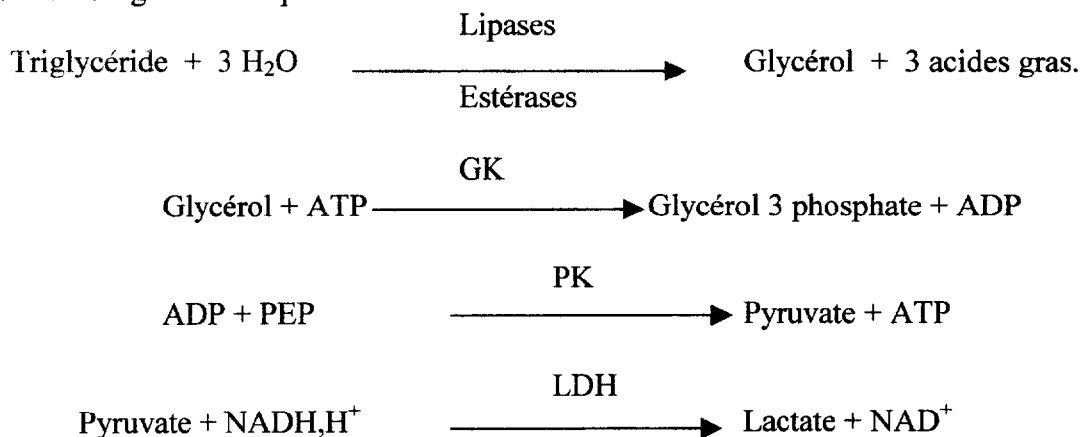 Lipases
Triglycéride + 3 H₂O Glycérol + 3 acides gras.
Estérases
GK
Glycérol + ATP Glycérol 3 phosphate + ADP
PK
ADP + PEP Pyruvate + ATP
LDH
Pyruvate + NADH,H⁺ Lactate + NAD⁺